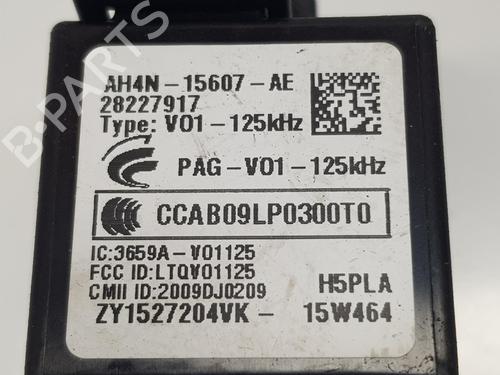 AH4N-15607-AE
28227917
Type: V01-125kHz
PAG-V01-125kHz
CCAB09LP0300T0
IC:3659A-V01125
FCC ID:LTQV01125
CMII ID:2009DJ0209
H5PLA
ZY1527204VK- 15W464
B-PARTS